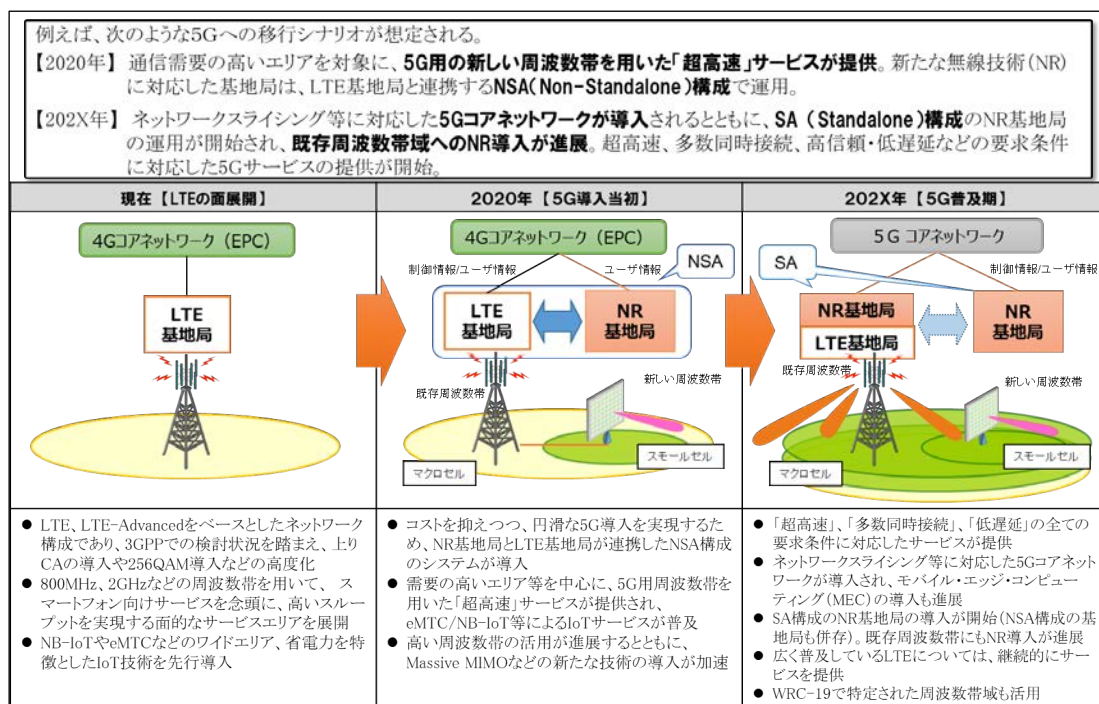 例えば、次のような5Gへの移行シナリオが想定される。
【2020年】 通信需要の高いエリアを対象に、5G用の新しい周波数帯を用いた「超高速」サービスが提供。新たな無線技術(NR)
に対応した基地局は、LTE基地局と連携するNSA(Non-Standalone)構成で運用。
【202X年】 ネットワークスライシング等に対応した5Gコアネットワークが導入されるとともに、SA (Standalone)構成のNR基地局
の運用が開始され、既存周波数帯域へのNR導入が進展。超高速、多数同時接続、高信頼・低遅延などの要求条件
に対応した5Gサービスの提供が開始。
現在 【LTEの面展開】
4Gコアネットワーク (EPC)
LTE
基地局
● LTE、LTE-Advancedをベースとしたネットワーク
構成であり、3GPPでの検討状況を踏まえ、上り
CAの導入や256QAM導入などの高度化
● 800MHz、2GHzなどの周波数帯を用いて、 ス
マートフォン向けサービスを念頭に、高いスルー
プットを実現する面的なサービスエリアを展開
● NB-IoTやeMTCなどのワイドエリア、省電力を特
徴としたIoT技術を先行導入
2020年 【5G導入当初】
4Gコアネットワーク (EPC)
制御情報/ユーザ情報
ユーザ情報
NSA
LTE
基地局
NR
基地局
既存周波数帯
新しい周波数帯
マクロセル
スモールセル
● コストを抑えつつ、円滑な5G導入を実現するた
め、NR基地局とLTE基地局が連携したNSA構成
のシステムが導入
● 需要の高いエリア等を中心に、5G用周波数帯を
用いた「超高速」サービスが提供され、
eMTC/NB-IoT等によるIoTサービスが普及
● 高い周波数帯の活用が進展するとともに、
Massive MIMOなどの新たな技術の導入が加速
202X年 【5G普及期】
5G コアネットワーク
SA
制御情報/ユーザ情報
NR基地局
LTE基地局
NR
基地局
既存周波数帯
新しい周波数帯
マクロセル
スモールセル
● 「超高速」、「多数同時接続」、「低遅延」の全ての
要求条件に対応したサービスが提供
● ネットワークスライシング等に対応した5Gコアネット
ワークが導入され、モバイル・エッジ・コンピュー
ティング(MEC)の導入も進展
● SA構成のNR基地局の導入が開始(NSA構成の基
地局も併存)。既存周波数帯にもNR導入が進展
● 広く普及しているLTEについては、継続的にサー
ビスを提供
● WRC-19で特定された周波数帯域も活用